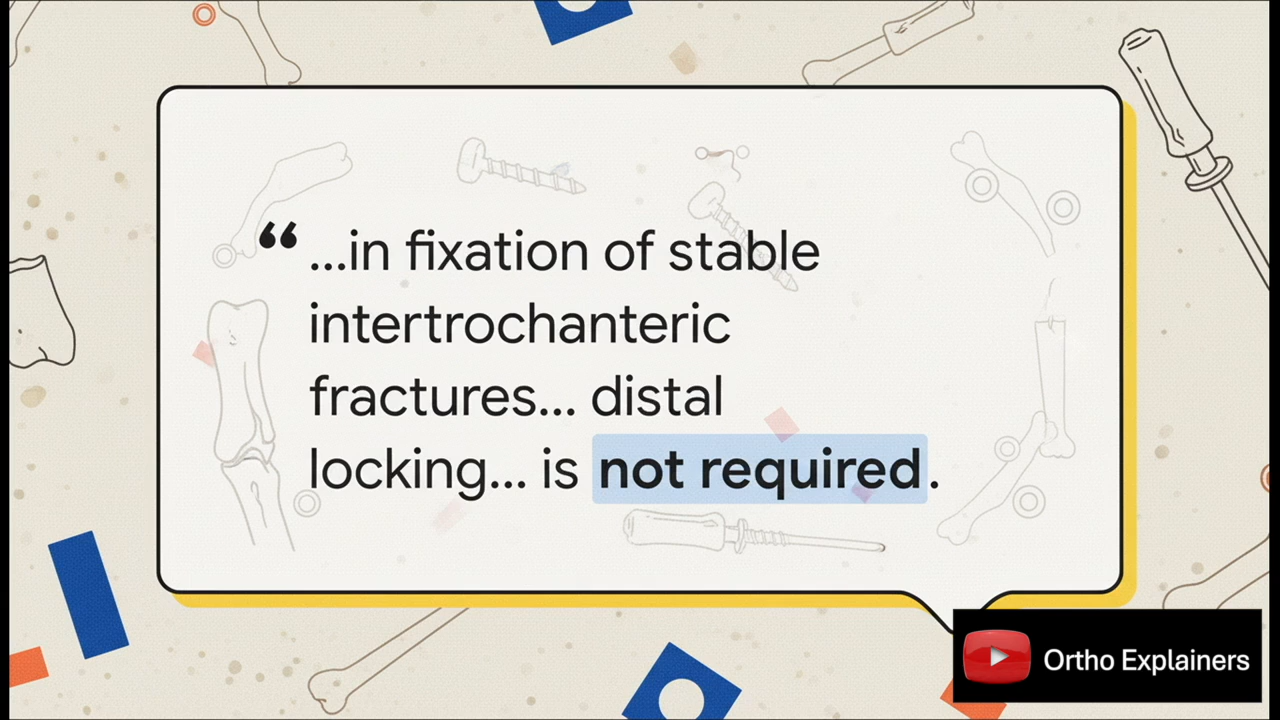 “ ...in fixation of stable
intertrochanteric
fractures... distal
locking... is not required.
Ortho Explainers